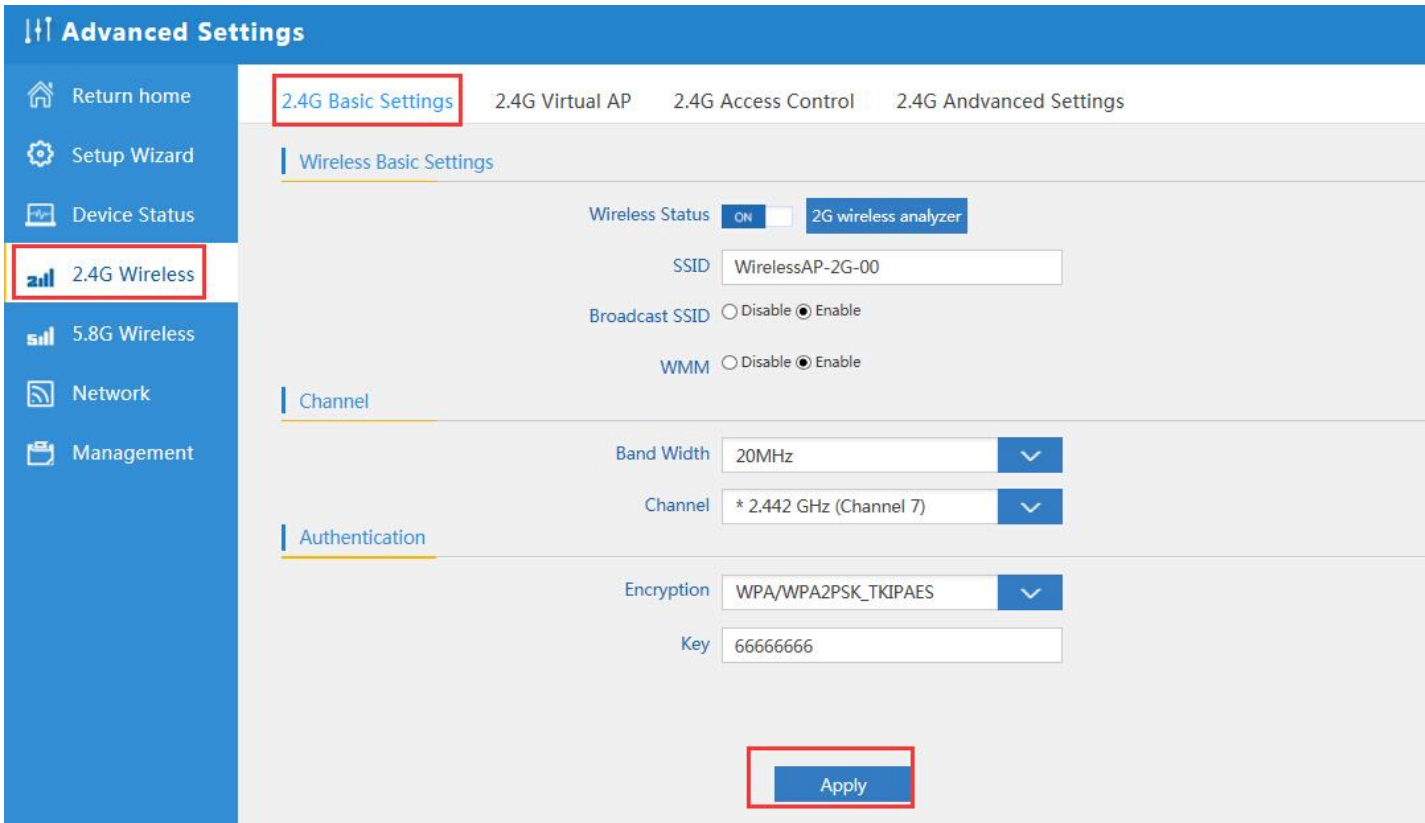 Advanced Settings
Return home
Setup Wizard
Device Status
2.4G Wireless
5.8G Wireless
Network
Management
2.4G Basic Settings 2.4G Virtual AP 2.4G Access Control 2.4G Andvanced Settings
Wireless Basic Settings
Wireless Status ON 2G wireless analyzer
SSID WirelessAP-2G-00
Broadcast SSID Disable Enable
WMM Disable Enable
Channel
Band Width 20MHz
Channel * 2.442 GHz (Channel 7)
Authentication
Encryption WPA/WPA2PSK_TKIPAES
Key 66666666
Apply